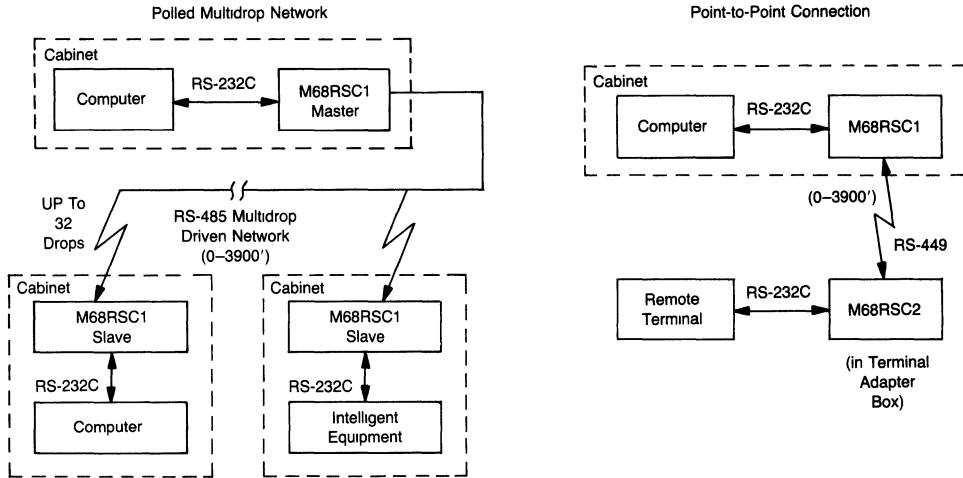 Polled Multidrop Network
Cabinet
Computer
RS-232C
M68RSC1
Master
UP To
32
Drops
RS-485 Multidrop
Driven Network
(0–3900')
Cabinet
M68RSC1
Slave
RS-232C
Computer
Cabinet
M68RSC1
Slave
RS-232C
Intelligent
Equipment
Point-to-Point Connection
Cabinet
Computer
RS-232C
M68RSC1
(0–3900')
RS-449
Remote
Terminal
RS-232C
M68RSC2
(in Terminal
Adapter
Box)